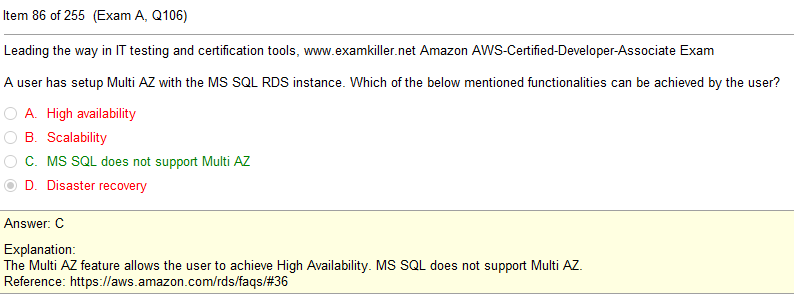 Item 86 of 255 (Exam A, Q106)
Leading the way in IT testing and certification tools, www.examkiller.net Amazon AWS-Certified-Developer-Associate Exam
A user has setup Multi AZ with the MS SQL RDS instance. Which of the below mentioned functionalities can be achieved by the user?
A. High availability
B. Scalability
C. MS SQL does not support Multi AZ
D. Disaster recovery
Answer: C
Explanation:
The Multi AZ feature allows the user to achieve High Availability. MS SQL does not support Multi AZ.
Reference: https://aws.amazon.com/rds/faqs/#36